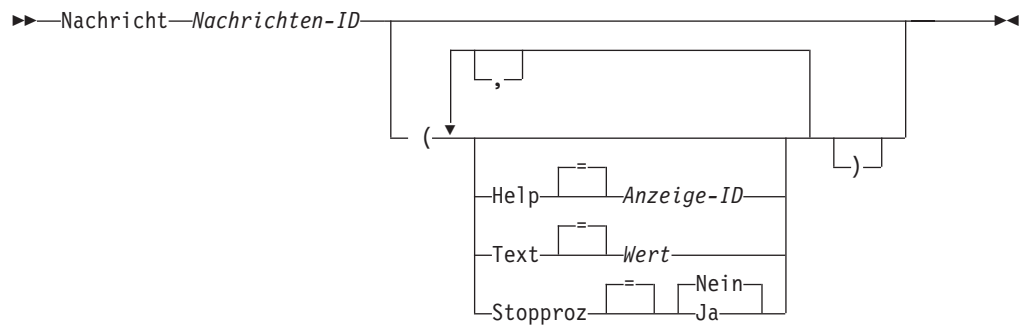 Nachricht Nachrichten-ID
,
(
)
Help = Anzeige-ID
Text = Wert
Stopproz = Nein
Ja